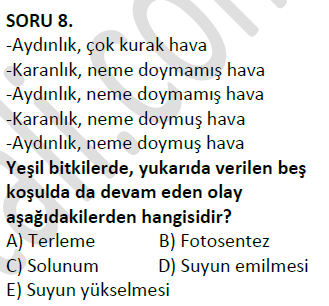 SORU 8.
-Aydınlık, çok kurak hava
-Karanlık, neme doymamış hava
-Aydınlık, neme doymamış hava
-Karanlık, neme doymuş hava
-Aydınlık, neme doymuş hava
Yeşil bitkilerde, yukarıda verilen beş
koşulda da devam eden olay
aşağıdakilerden hangisidir?
A) Terleme B) Fotosentez
C) Solunum D) Suyun emilmesi
E) Suyun yükselmesi